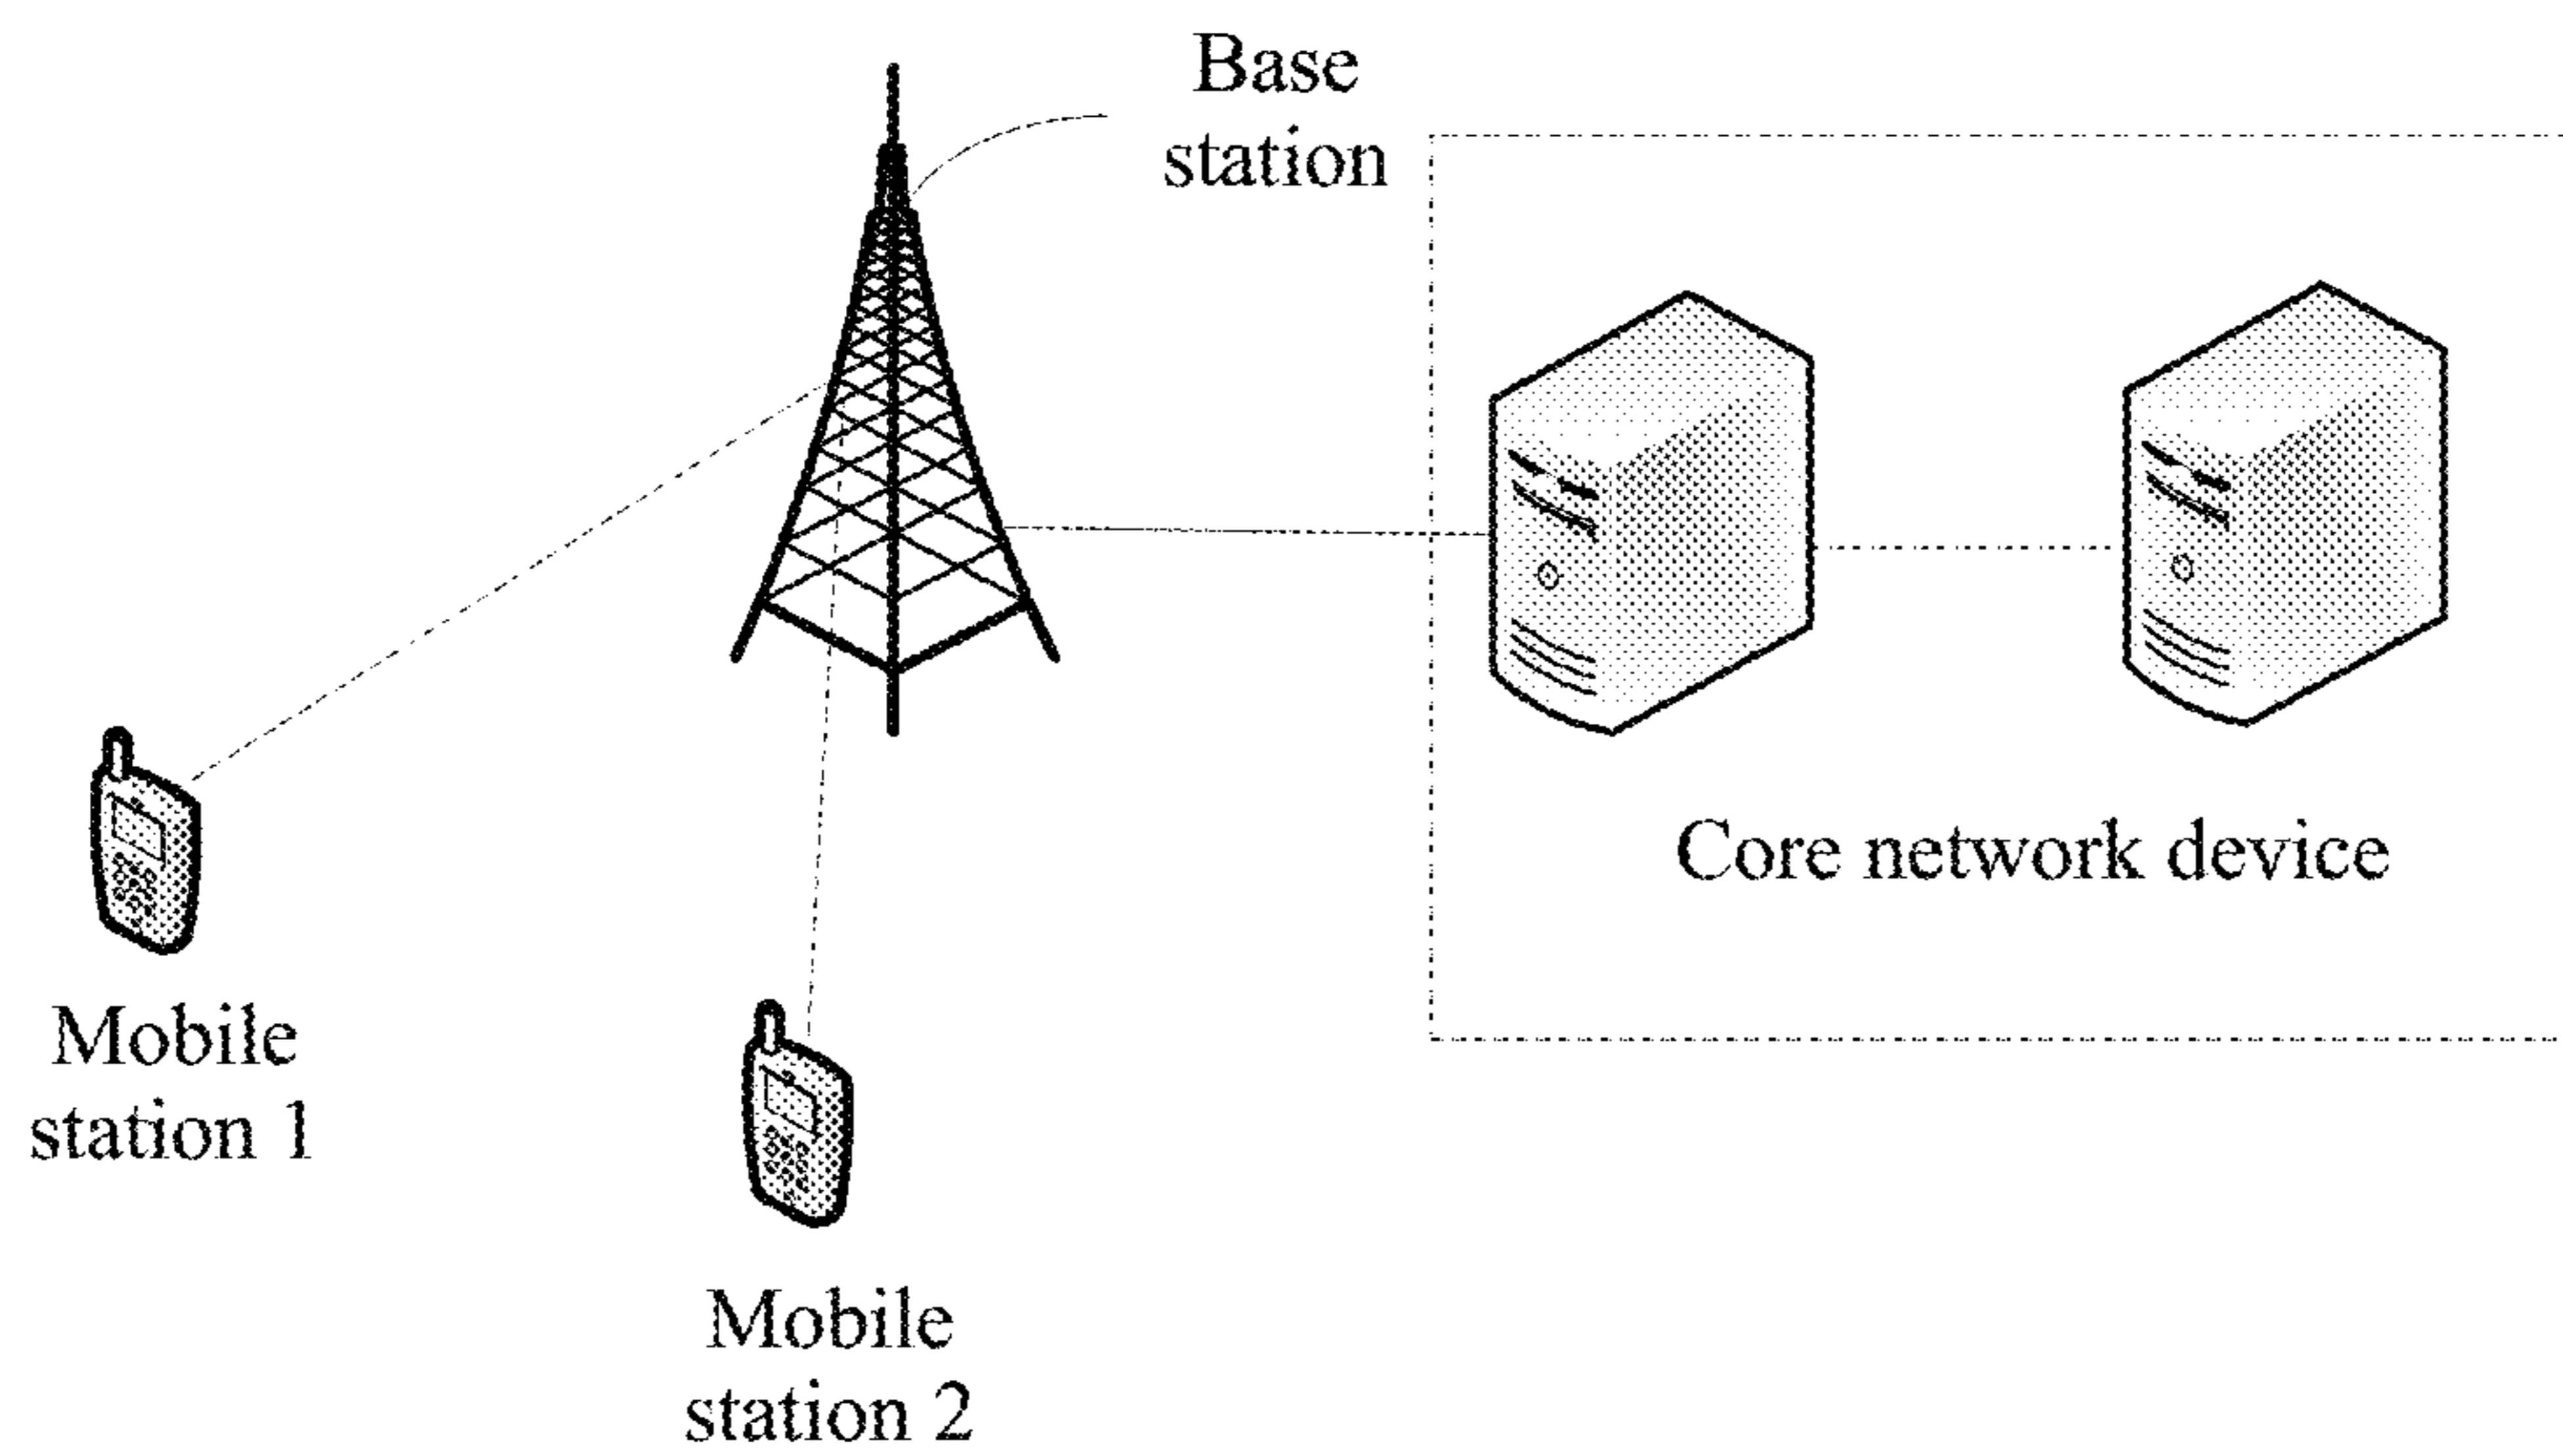 Base
station
Core network device
Mobile
station 1
Mobile
station 2